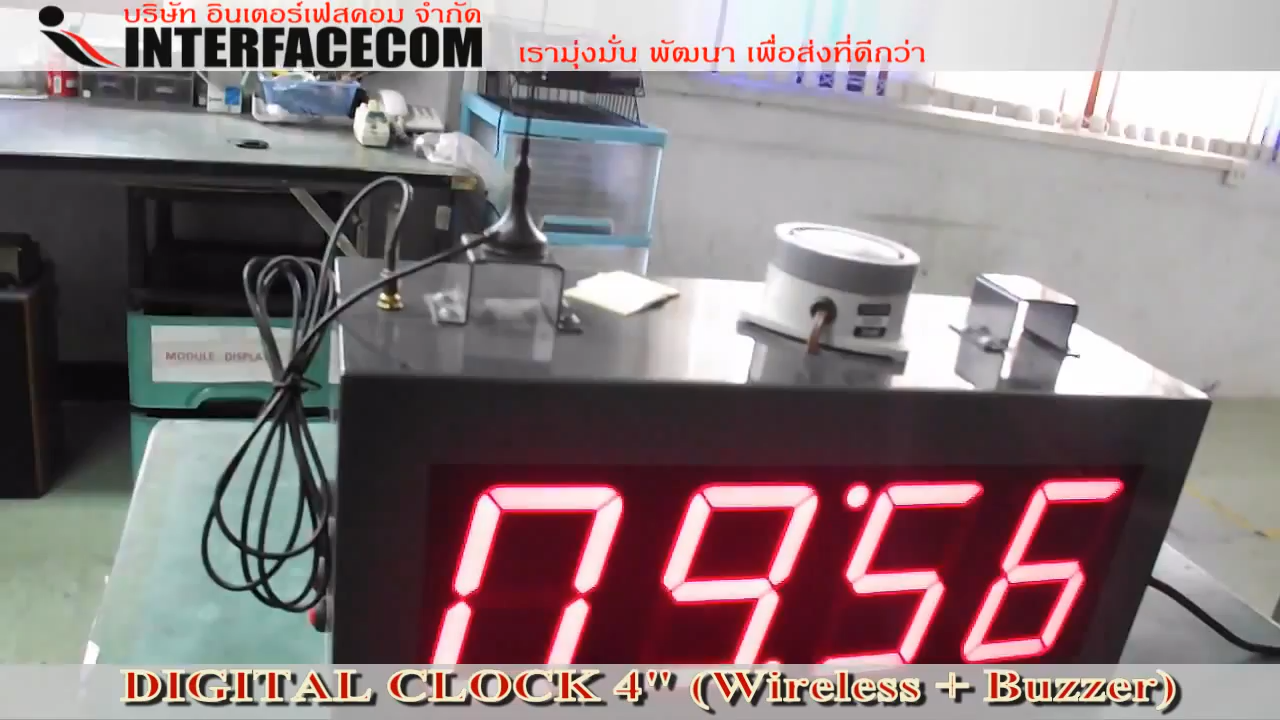 บริษัท อินเตอร์เฟสคอม จำกัด
INTERFACECOM
เรามุ่งมั่น พัฒนา เพื่อส่งที่ดีกว่า
MODULE DISPLA
09:56
DIGITAL CLOCK 4" (Wireless + Buzzer)